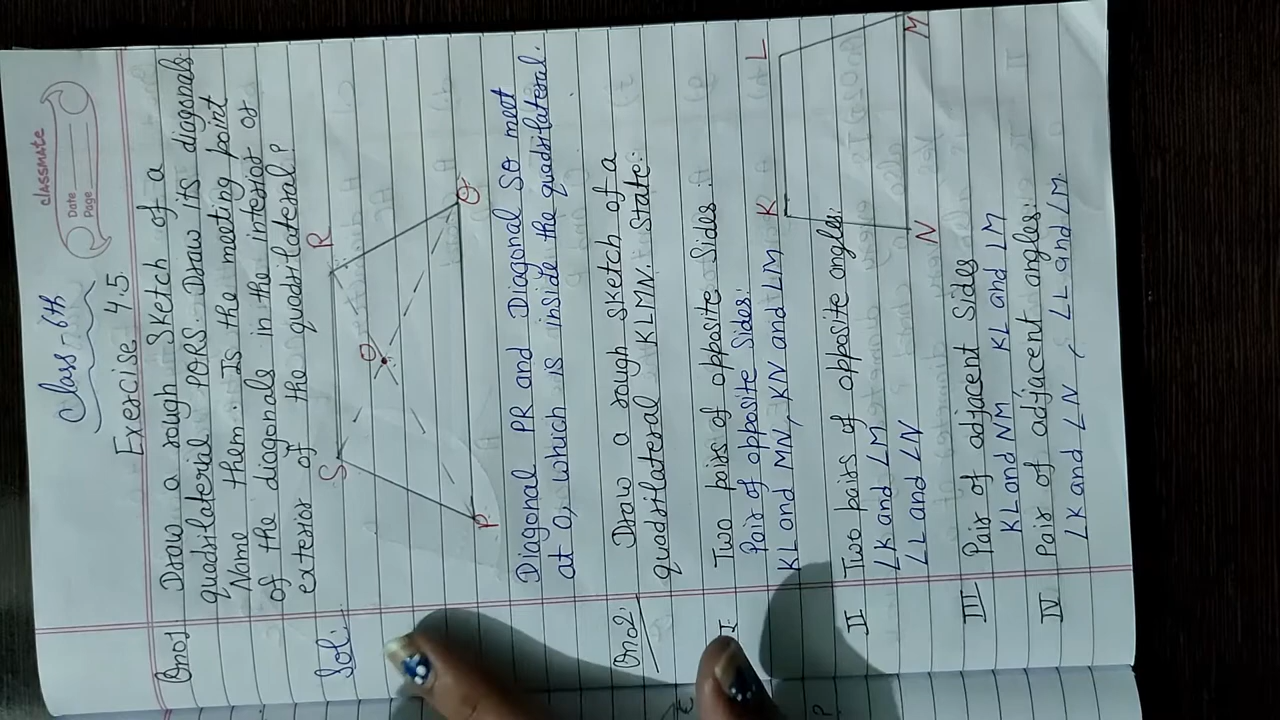 classmate
Date
Page
Class - 6th
Exercise 4.5.
Qno1. Draw a rough sketch of a
quadrilateral PQRS. Draw its diagonals.
Name them. Is the meeting point
of the diagonals in the interior or
exterior of the quadrilateral?
Sol:
S R
O
P Q
Diagonal PR and Diagonal SQ meet
at O, which is inside the quadrilateral.
Qno2. Draw a rough sketch of a
quadrilateral KLMN. State:
I Two pairs of opposite Sides.
Pair of opposite Sides:
KL and MN, KN and LM
K L
N M
II Two pairs of opposite angles:
∠K and ∠M
∠L and ∠N
III Pair of adjacent Sides
KL and NM KL and LM
IV Pair of adjacent angles:
∠K and ∠N, ∠L and ∠M.